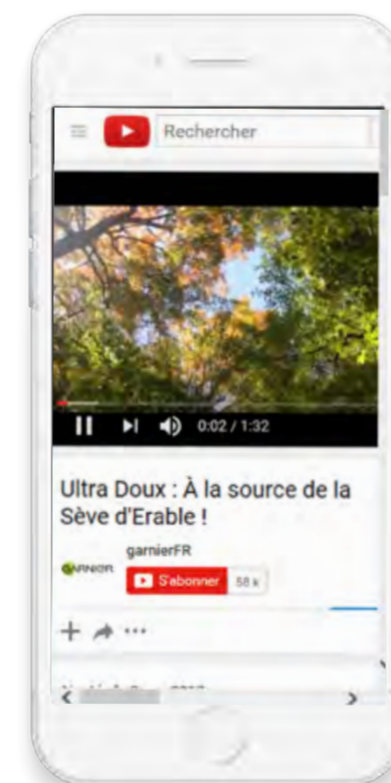 Rechercher
0:02 / 1:32
Ultra Doux : À la source de la
Sève d'Erable !
garnierFR
GARNIER
S'abonner 58 k